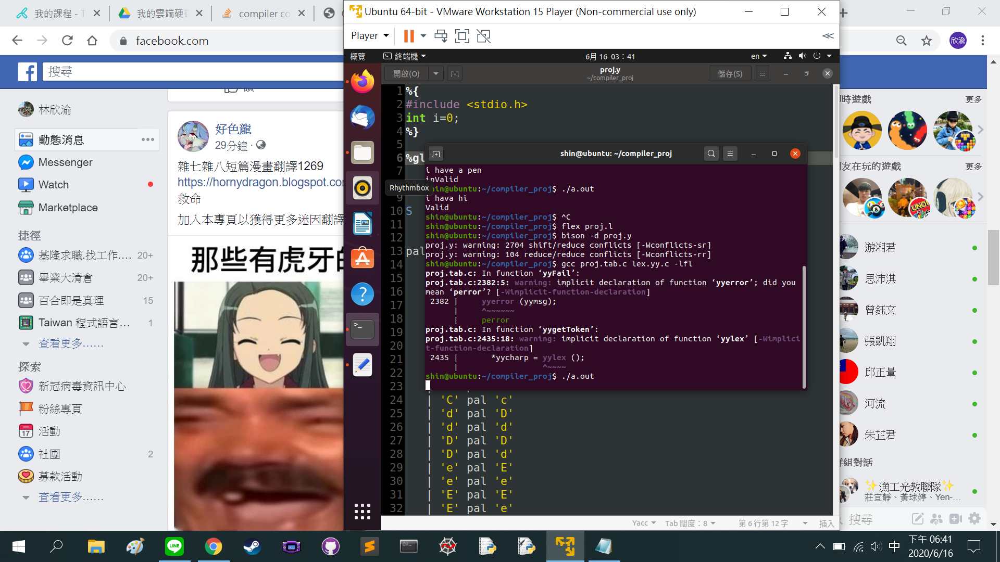 我的課程 - T
我的雲端硬
compiler co
facebook.com
欣渝
搜尋
林欣渝
動態消息
Messenger
Watch
Marketplace
捷徑
基隆求職.找工作.... 20+
畢業大清倉 20+
百合即是真理 15
Taiwan 程式語言... 1
查看更多......
探索
新冠病毒資訊中心
粉絲專頁
17 活動
社團 2
募款活動
查看更多......
好色龍
29分鐘 ·
雜七雜八短篇漫畫翻譯1269
https://hornydragon.blogspot.co
救命
加入本專頁以獲得更多迷因翻譯
那些有虎牙的
Ubuntu 64-bit - VMware Workstation 15 Player (Non-commercial use only)
Player
概覽
終端機
6月 16 03：41
en
開啟(O)
proj.y
~/compiler_proj
儲存(S)
1 %{
2 #include <stdio.h>
3 int i=0;
4 %}
5
6 %gl
7
9
10 S
11
12
13 pal
14
15
16
17
18
19
20
21
22
23
24 | 'C' pal 'c'
25 | 'd' pal 'D'
26 | 'd' pal 'd'
27 | 'D' pal 'D'
28 | 'D' pal 'd'
29 | 'e' pal 'E'
30 | 'e' pal 'e'
31 | 'E' pal 'E'
32 | 'E' pal 'e'
Rhythmbox
shin@ubuntu: ~/compiler_proj
i have a pen
inValid
shin@ubuntu:~/compiler_proj$ ./a.out
i hava hi
Valid
shin@ubuntu:~/compiler_proj$ ^C
shin@ubuntu:~/compiler_proj$ flex proj.l
shin@ubuntu:~/compiler_proj$ bison -d proj.y
proj.y: warning: 2704 shift/reduce conflicts [-Wconflicts-sr]
proj.y: warning: 104 reduce/reduce conflicts [-Wconflicts-rr]
shin@ubuntu:~/compiler_proj$ gcc proj.tab.c lex.yy.c -lfl
proj.tab.c: In function ‘yyFail’:
proj.tab.c:2382:5: warning: implicit declaration of function ‘yyerror’; did you
mean ‘perror’? [-Wimplicit-function-declaration]
2382 | yyerror (yymsg);
| ^~~~~~~
| perror
proj.tab.c: In function ‘yygetToken’:
proj.tab.c:2435:18: warning: implicit declaration of function ‘yylex’ [-Wimplici
t-function-declaration]
2435 | *yycharp = yylex ();
| ^~~~~
shin@ubuntu:~/compiler_proj$ ./a.out
Yacc
Tab 闊度：8
第 6 行第 12 字
插入
時遊戲 更多
友在玩的遊戲 更多
UNO!
游湘君
思沛淇
曾鈺文
張凱翔
邱正量
河流
朱芷君
群組對話
✨漁工光教聯隊✨
莊宜靜、黃球婷、Yen-...
搜尋
LINE
中
下午 06:41
2020/6/16